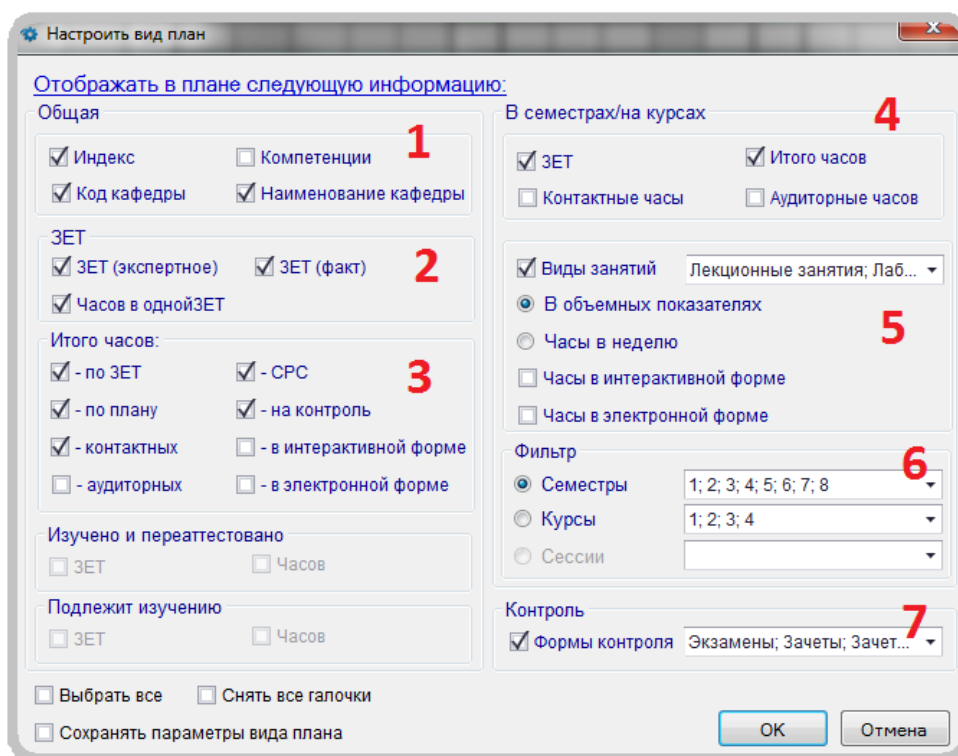 Настроить вид план
Отображать в плане следующую информацию:
Общая
1
Индекс
Компетенции
Код кафедры
Наименование кафедры
ЗЕТ
2
ЗЕТ (экспертное)
ЗЕТ (факт)
Часов в однойЗЕТ
Итого часов:
3
- по ЗЕТ
- СРС
- по плану
- на контроль
- контактных
- в интерактивной форме
- аудиторных
- в электронной форме
Изучено и переаттестовано
ЗЕТ
Часов
Подлежит изучению
ЗЕТ
Часов
В семестрах/на курсах
4
ЗЕТ
Итого часов
Контактные часы
Аудиторные часов
Виды занятий
Лекционные занятия; Лаб...
В объемных показателях
5
Часы в неделю
Часы в интерактивной форме
Часы в электронной форме
Фильтр
6
Семестры
1; 2; 3; 4; 5; 6; 7; 8
Курсы
1; 2; 3; 4
Сессии
Контроль
7
Формы контроля
Экзамены; Зачеты; Зачет...
Выбрать все
Снять все галочки
Сохранять параметры вида плана
OK
Отмена